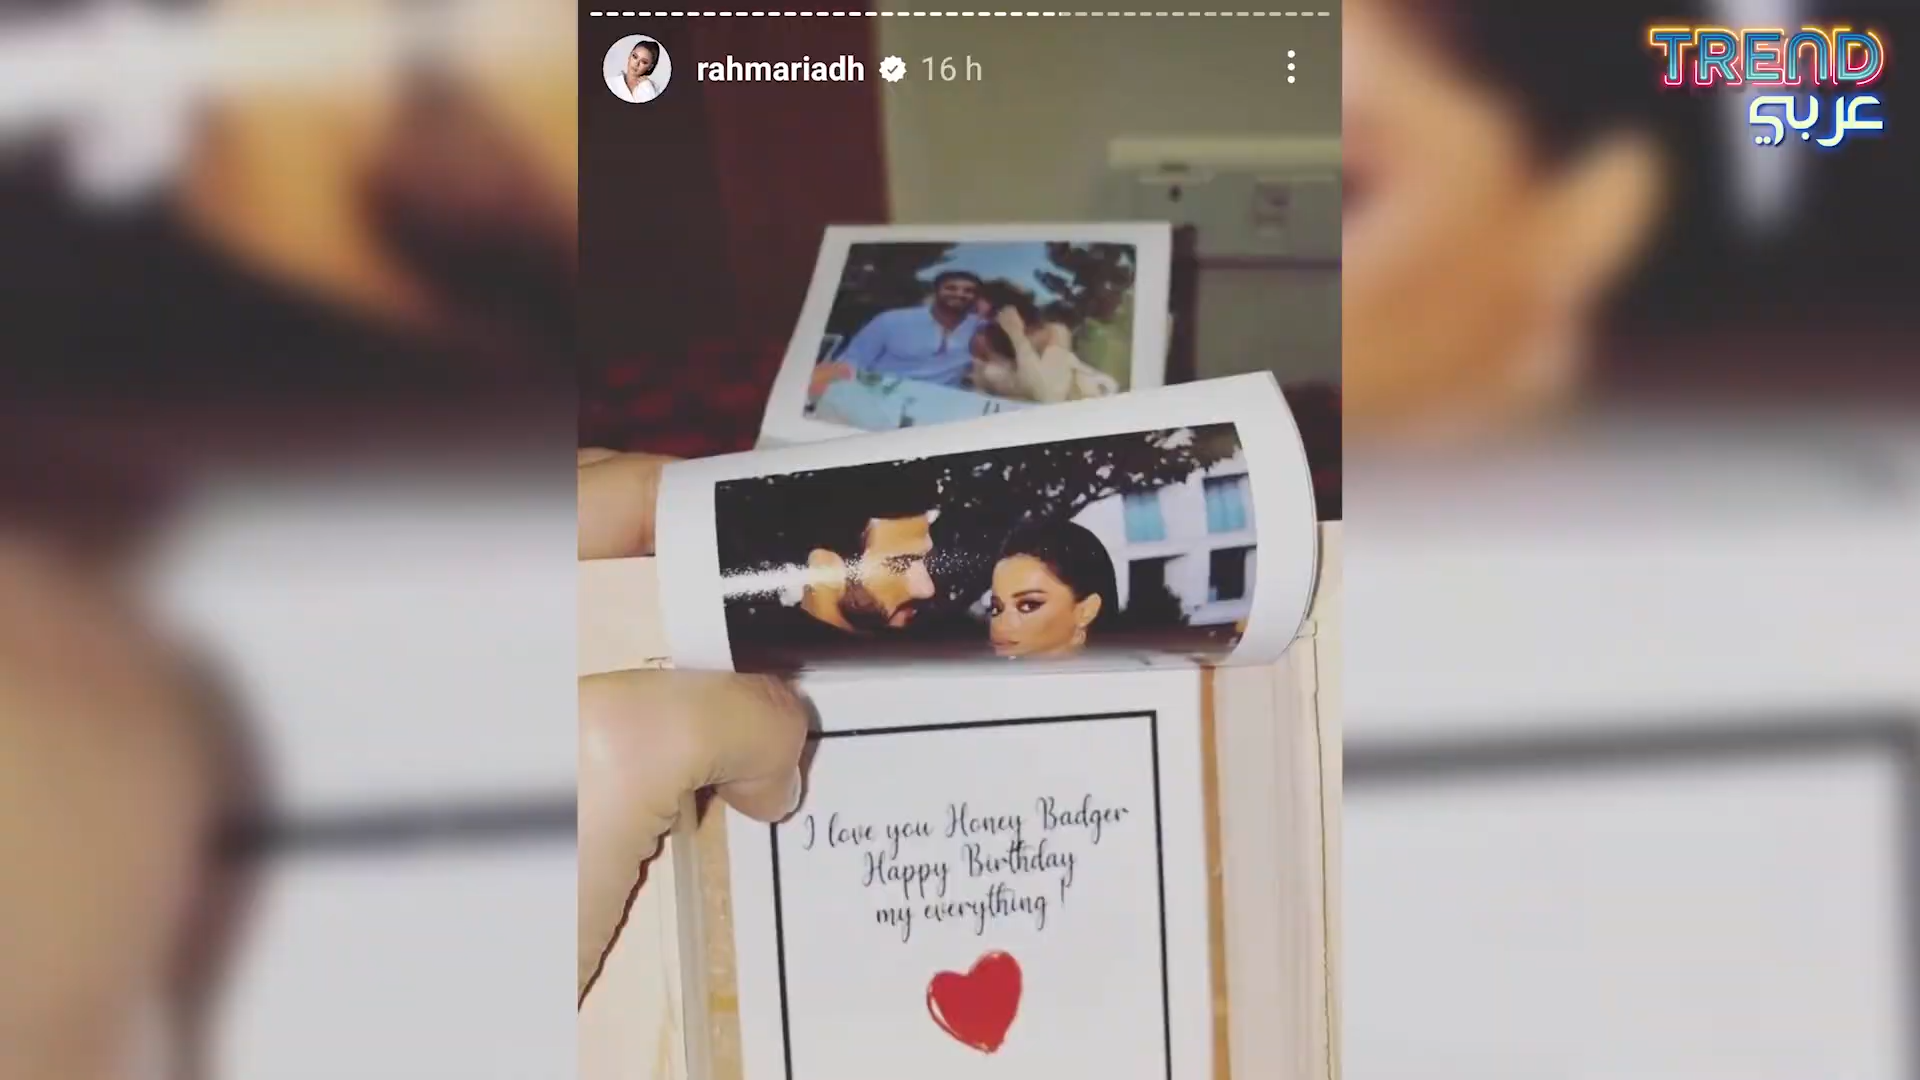 rahmariadh 16 h
TREND
عربي
I love you Honey Badger
Happy Birthday
my everything !